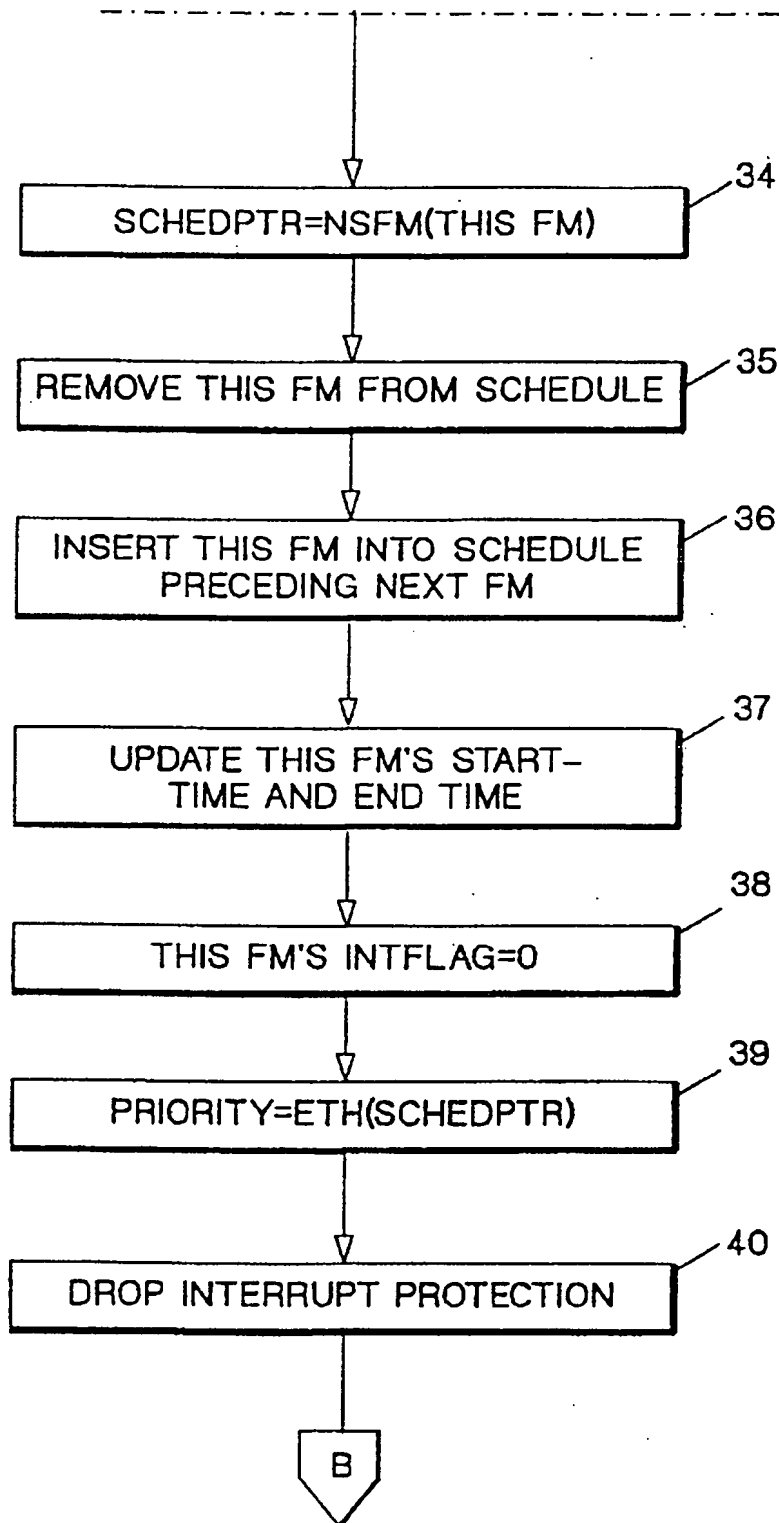 34
SCHEDPTR=NSFM(THIS FM)
35
REMOVE THIS FM FROM SCHEDULE
36
INSERT THIS FM INTO SCHEDULE
PRECEDING NEXT FM
37
UPDATE THIS FM'S START-
TIME AND END TIME
38
THIS FM'S INTFLAG=0
39
PRIORITY=ETH(SCHEDPTR)
40
DROP INTERRUPT PROTECTION
B